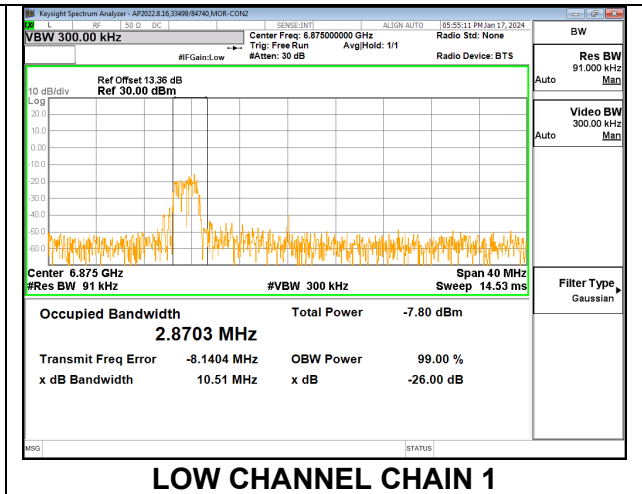 Keysight Spectrum Analyzer - AP2022.8.16,33499/84740,MOR-CON2
L RF 50 Ω DC SENSE:INT ALIGN AUTO 05:55:11 PM Jan 17, 2024
VBW 300.00 kHz
Center Freq: 6.875000000 GHz Radio Std: None
Trig: Free Run Avg|Hold: 1/1
#IFGain:Low #Atten: 30 dB Radio Device: BTS
BW
Res BW
91.000 kHz
Auto Man
Video BW
300.00 kHz
Auto Man
Filter Type
Gaussian
Ref Offset 13.36 dB
10 dB/div Ref 30.00 dBm
Log
20.0
10.0
0.00
-10.0
-20.0
-30.0
-40.0
-50.0
-60.0
Center 6.875 GHz Span 40 MHz
#Res BW 91 kHz #VBW 300 kHz Sweep 14.53 ms
Occupied Bandwidth Total Power -7.80 dBm
2.8703 MHz
Transmit Freq Error -8.1404 MHz OBW Power 99.00 %
x dB Bandwidth 10.51 MHz x dB -26.00 dB
MSG STATUS
LOW CHANNEL CHAIN 1